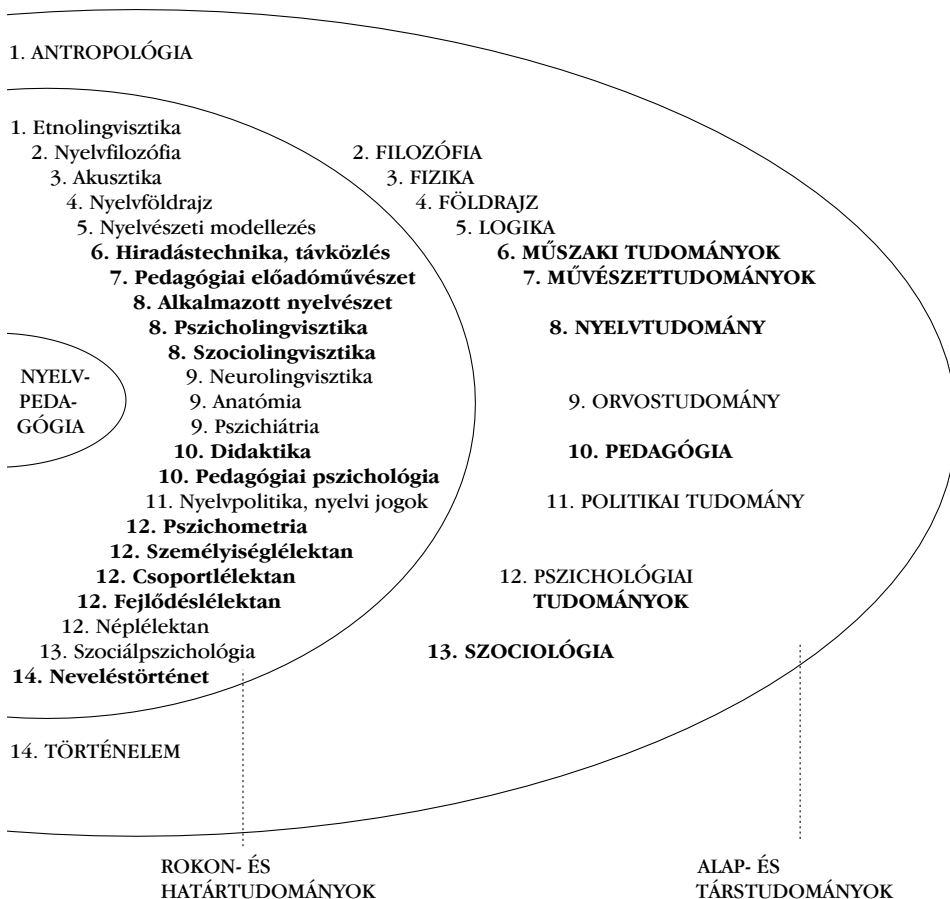 1. ANTROPOLÓGIA
1. Etnolingvisztika
2. Nyelvfilozófia
3. Akusztika
4. Nyelvföldrajz
5. Nyelvészeti modellezés
6. Hiradástechnika, távközlés
7. Pedagógiai előadóművészet
8. Alkalmazott nyelvészet
8. Pszicholingvisztika
8. Szociolingvisztika
9. Neurolingvisztika
9. Anatómia
9. Pszichiátria
10. Didaktika
10. Pedagógiai pszichológia
11. Nyelvpolitika, nyelvi jogok
12. Pszichometria
12. Személyiséglélektan
12. Csoportlélektan
12. Fejlődéslélektan
12. Néplélektan
13. Szociálpszichológia
14. Neveléstörténet
NYELV-
PEDA-
GÓGIA
2. FILOZÓFIA
3. FIZIKA
4. FÖLDRAJZ
5. LOGIKA
6. MŰSZAKI TUDOMÁNYOK
7. MŰVÉSZETTUDOMÁNYOK
8. NYELVTUDOMÁNY
9. ORVOSTUDOMÁNY
10. PEDAGÓGIA
11. POLITIKAI TUDOMÁNY
12. PSZICHOLÓGIAI
TUDOMÁNYOK
13. SZOCIOLÓGIA
14. TÖRTÉNELEM
ROKON- ÉS
HATÁRTUDOMÁNYOK
ALAP- ÉS
TÁRSTUDOMÁNYOK